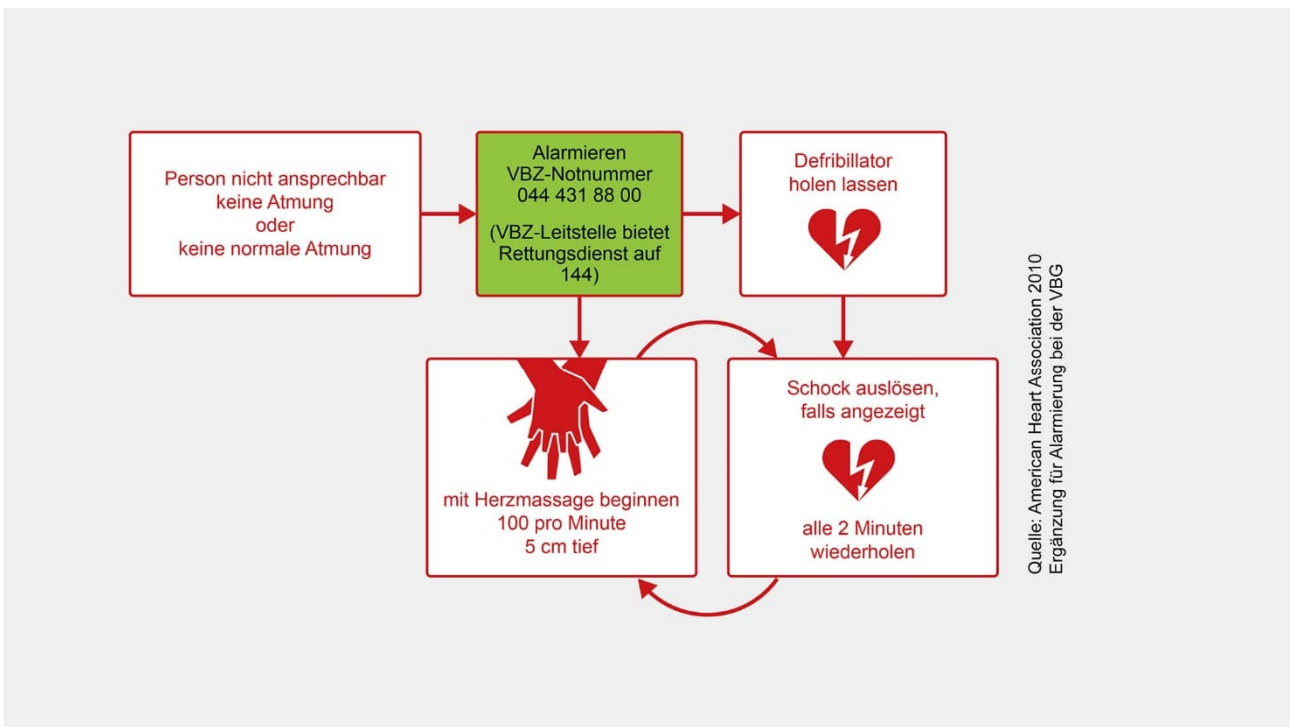 Person nicht ansprechbar
keine Atmung
oder
keine normale Atmung
Alarmieren
VBZ-Notnummer
044 431 88 00
(VBZ-Leitstelle bietet
Rettungsdienst auf
144)
Defribillator
holen lassen
mit Herzmassage beginnen
100 pro Minute
5 cm tief
Schock auslösen,
falls angezeigt
alle 2 Minuten
wiederholen
Quelle: American Heart Association 2010
Ergänzung für Alarmierung bei der VBG